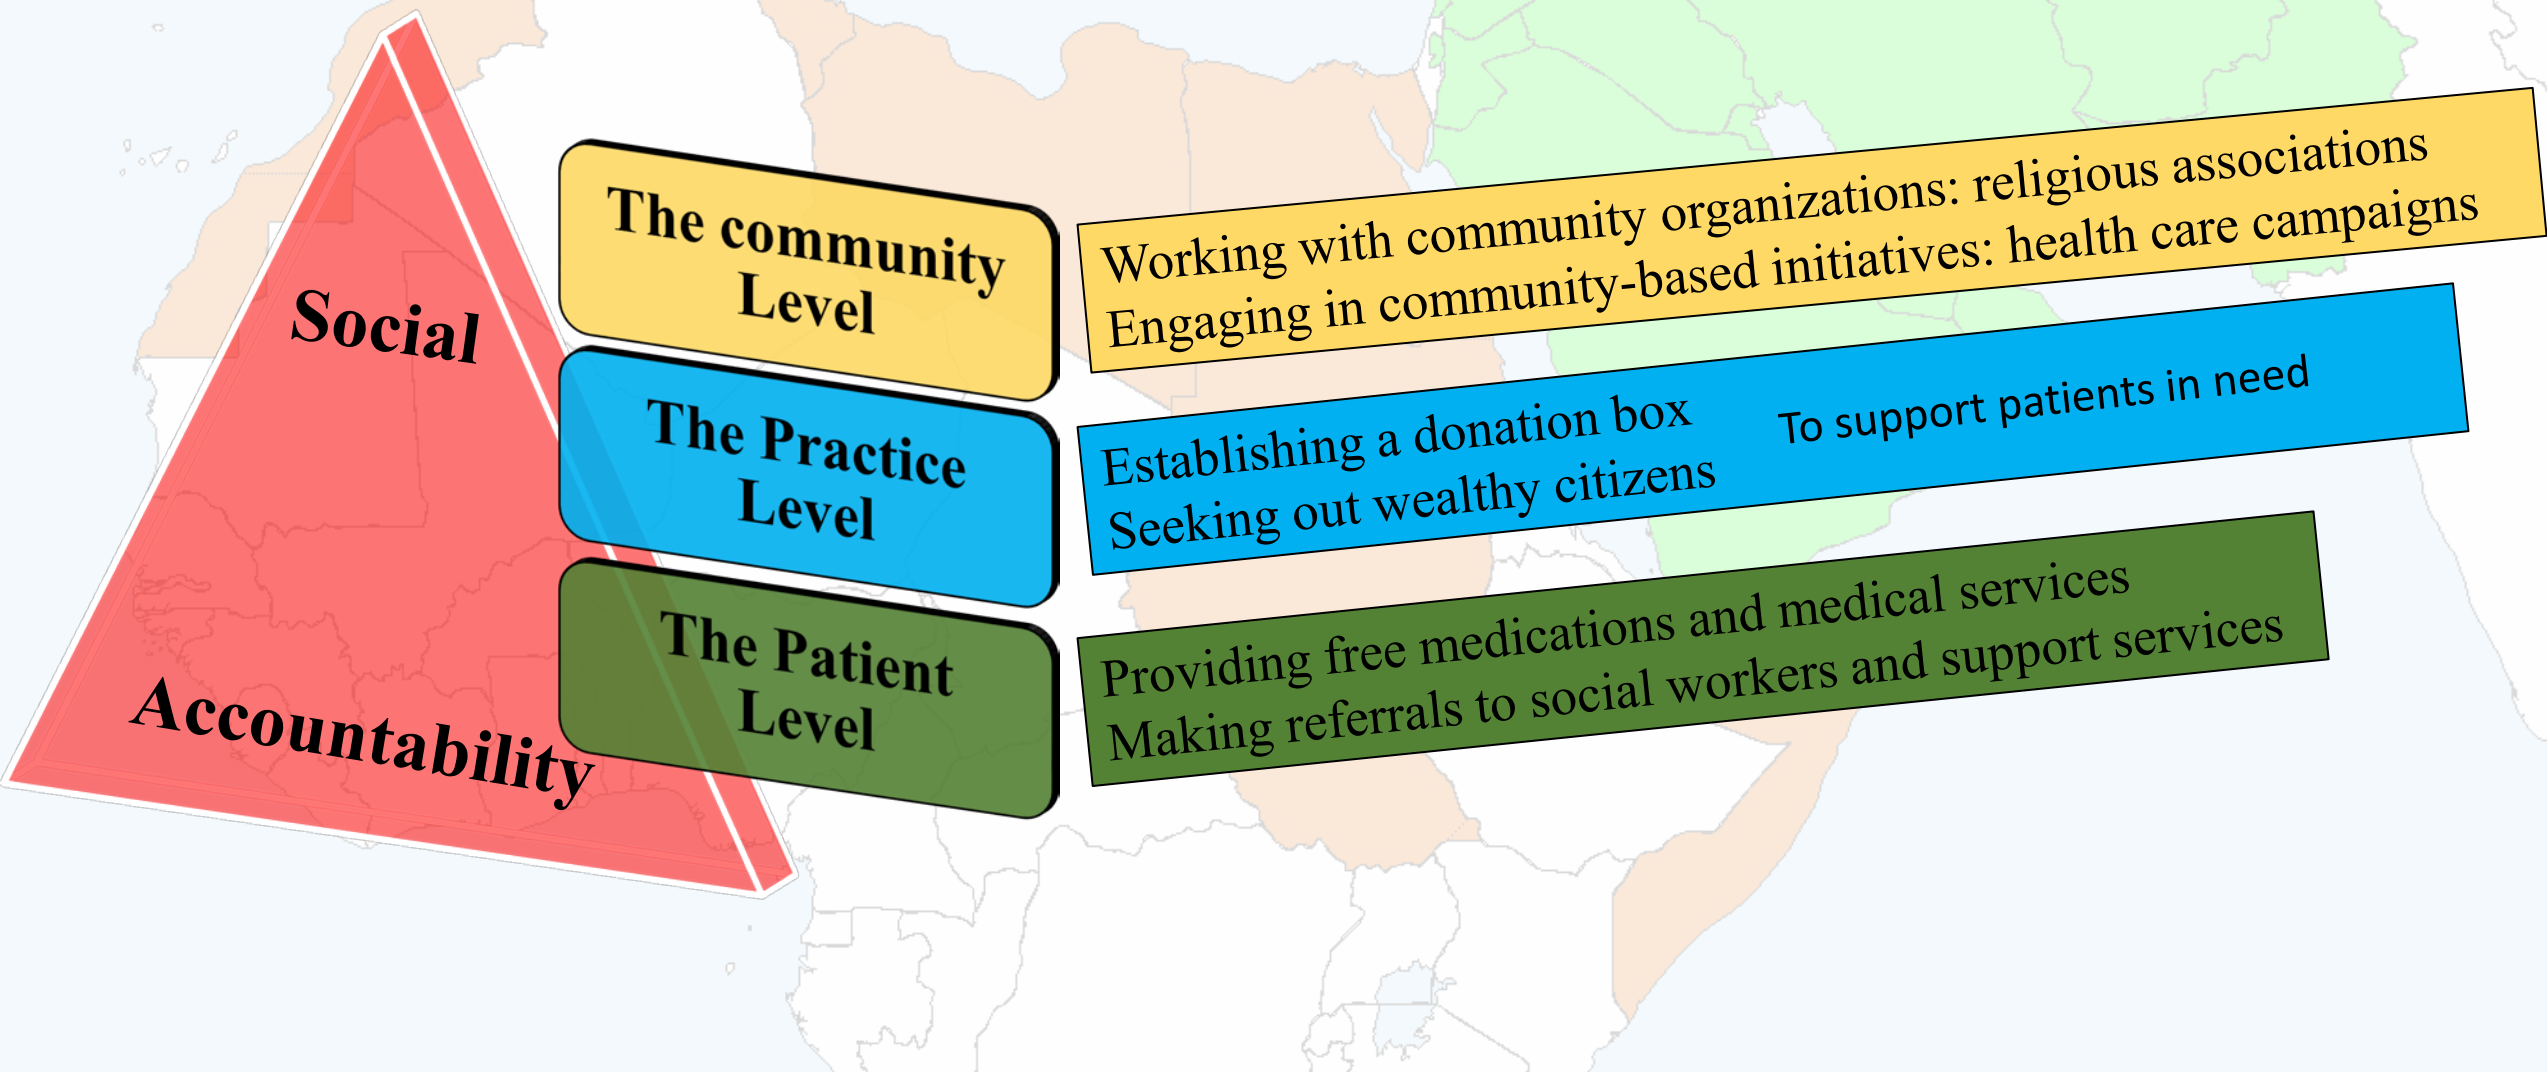 Social
Accountability
The community
Level
Working with community organizations: religious associations
Engaging in community-based initiatives: health care campaigns
The Practice
Level
Establishing a donation box
Seeking out wealthy citizens
To support patients in need
The Patient
Level
Providing free medications and medical services
Making referrals to social workers and support services